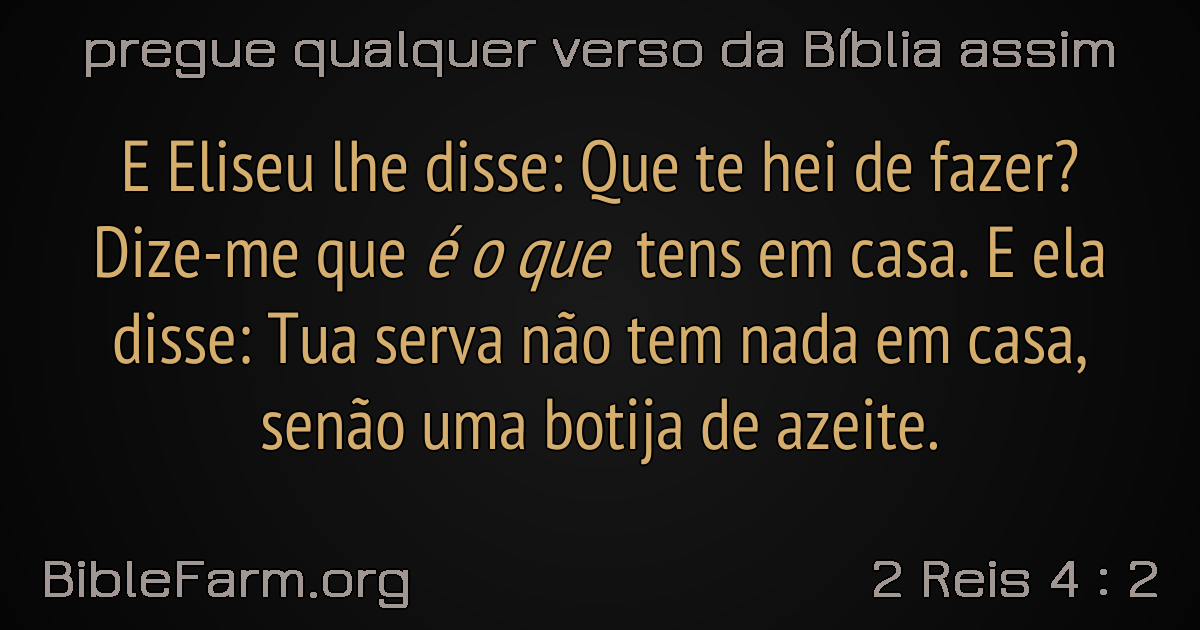 pregue qualquer verso da Bíblia assim
E Eliseu lhe disse: Que te hei de fazer?
Dize-me que é o que tens em casa. E ela
disse: Tua serva não tem nada em casa,
senão uma botija de azeite.
BibleFarm.org
2 Reis 4 : 2